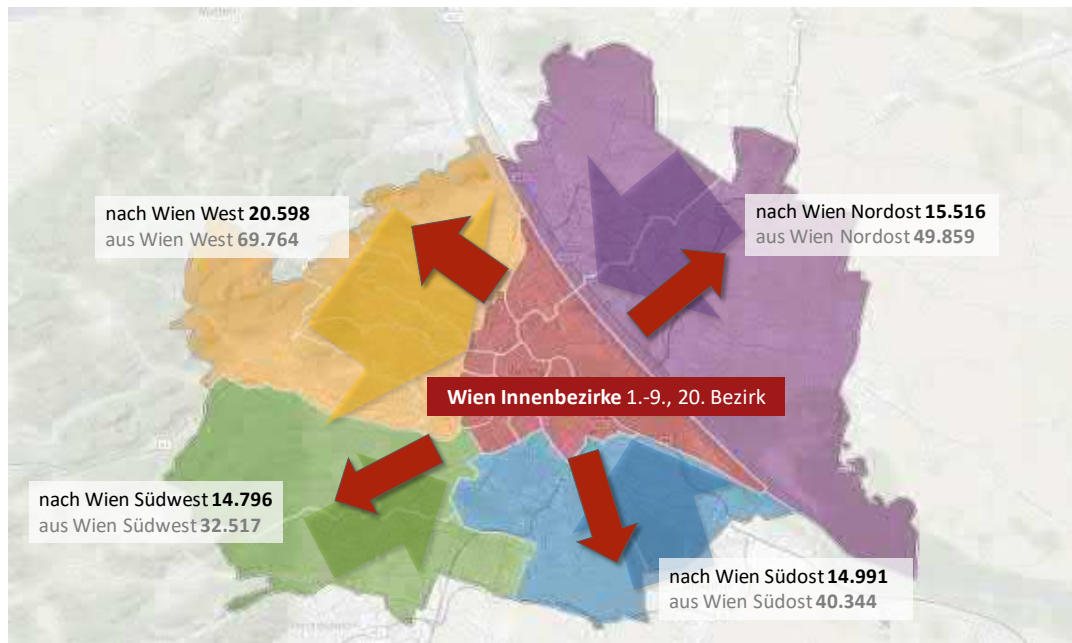 nach Wien West 20.598
aus Wien West 69.764
nach Wien Nordost 15.516
aus Wien Nordost 49.859
Wien Innenbezirke 1.-9., 20. Bezirk
nach Wien Südwest 14.796
aus Wien Südwest 32.517
nach Wien Südost 14.991
aus Wien Südost 40.344